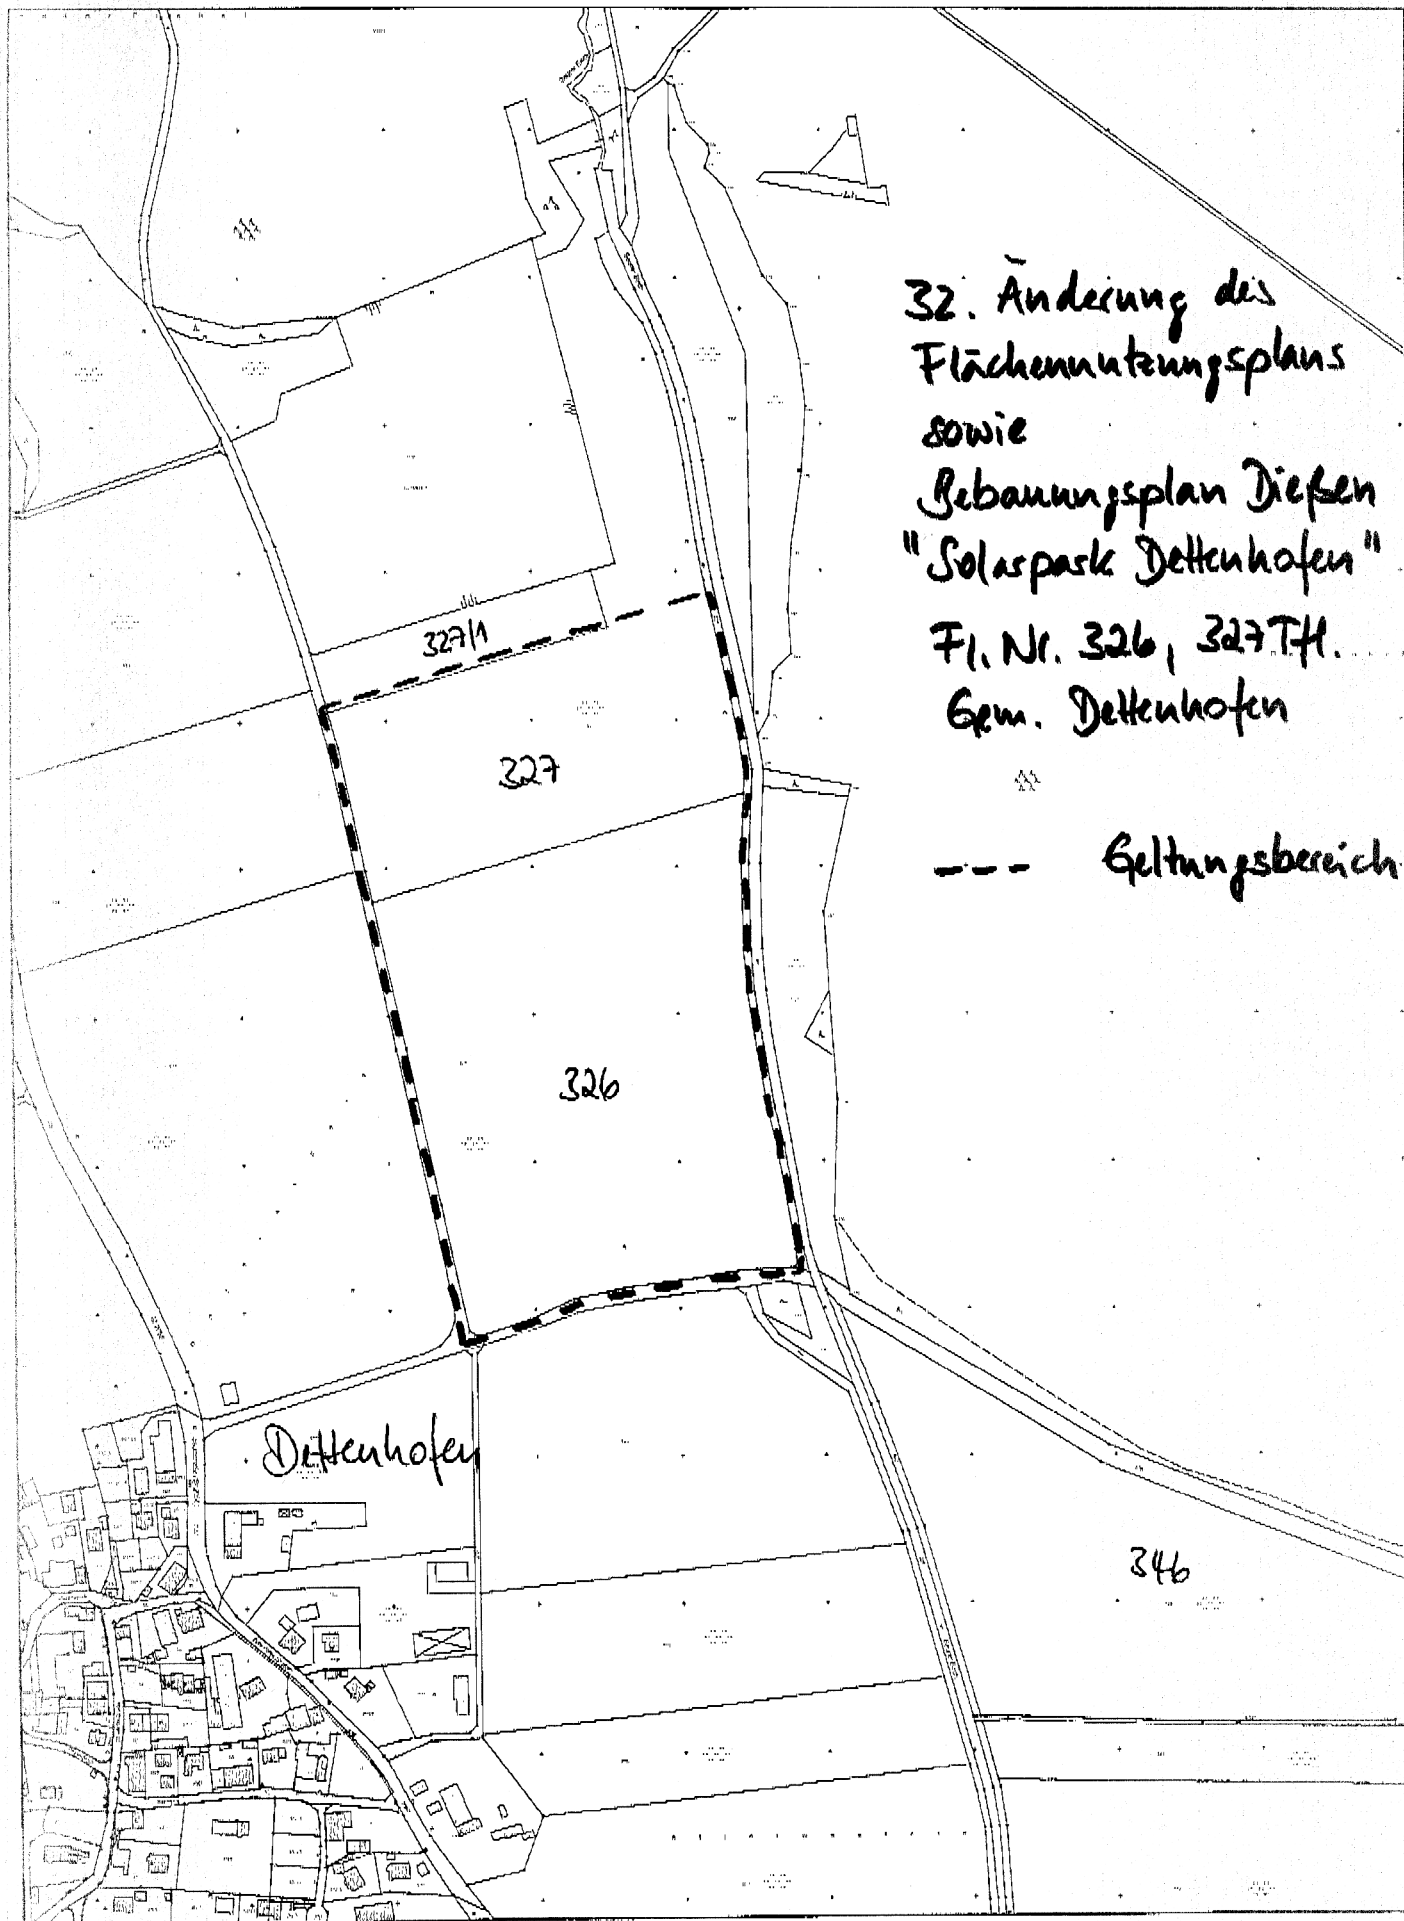 32. Änderung des
Flächennutzungsplans
sowie
Bebauungsplan Dießen
"Solarpark Dettenhofen"
Fl. Nr. 326, 327 Tfl.
Gem. Dettenhofen
--- Geltungsbereich
327/1
327
326
Dettenhofen
346